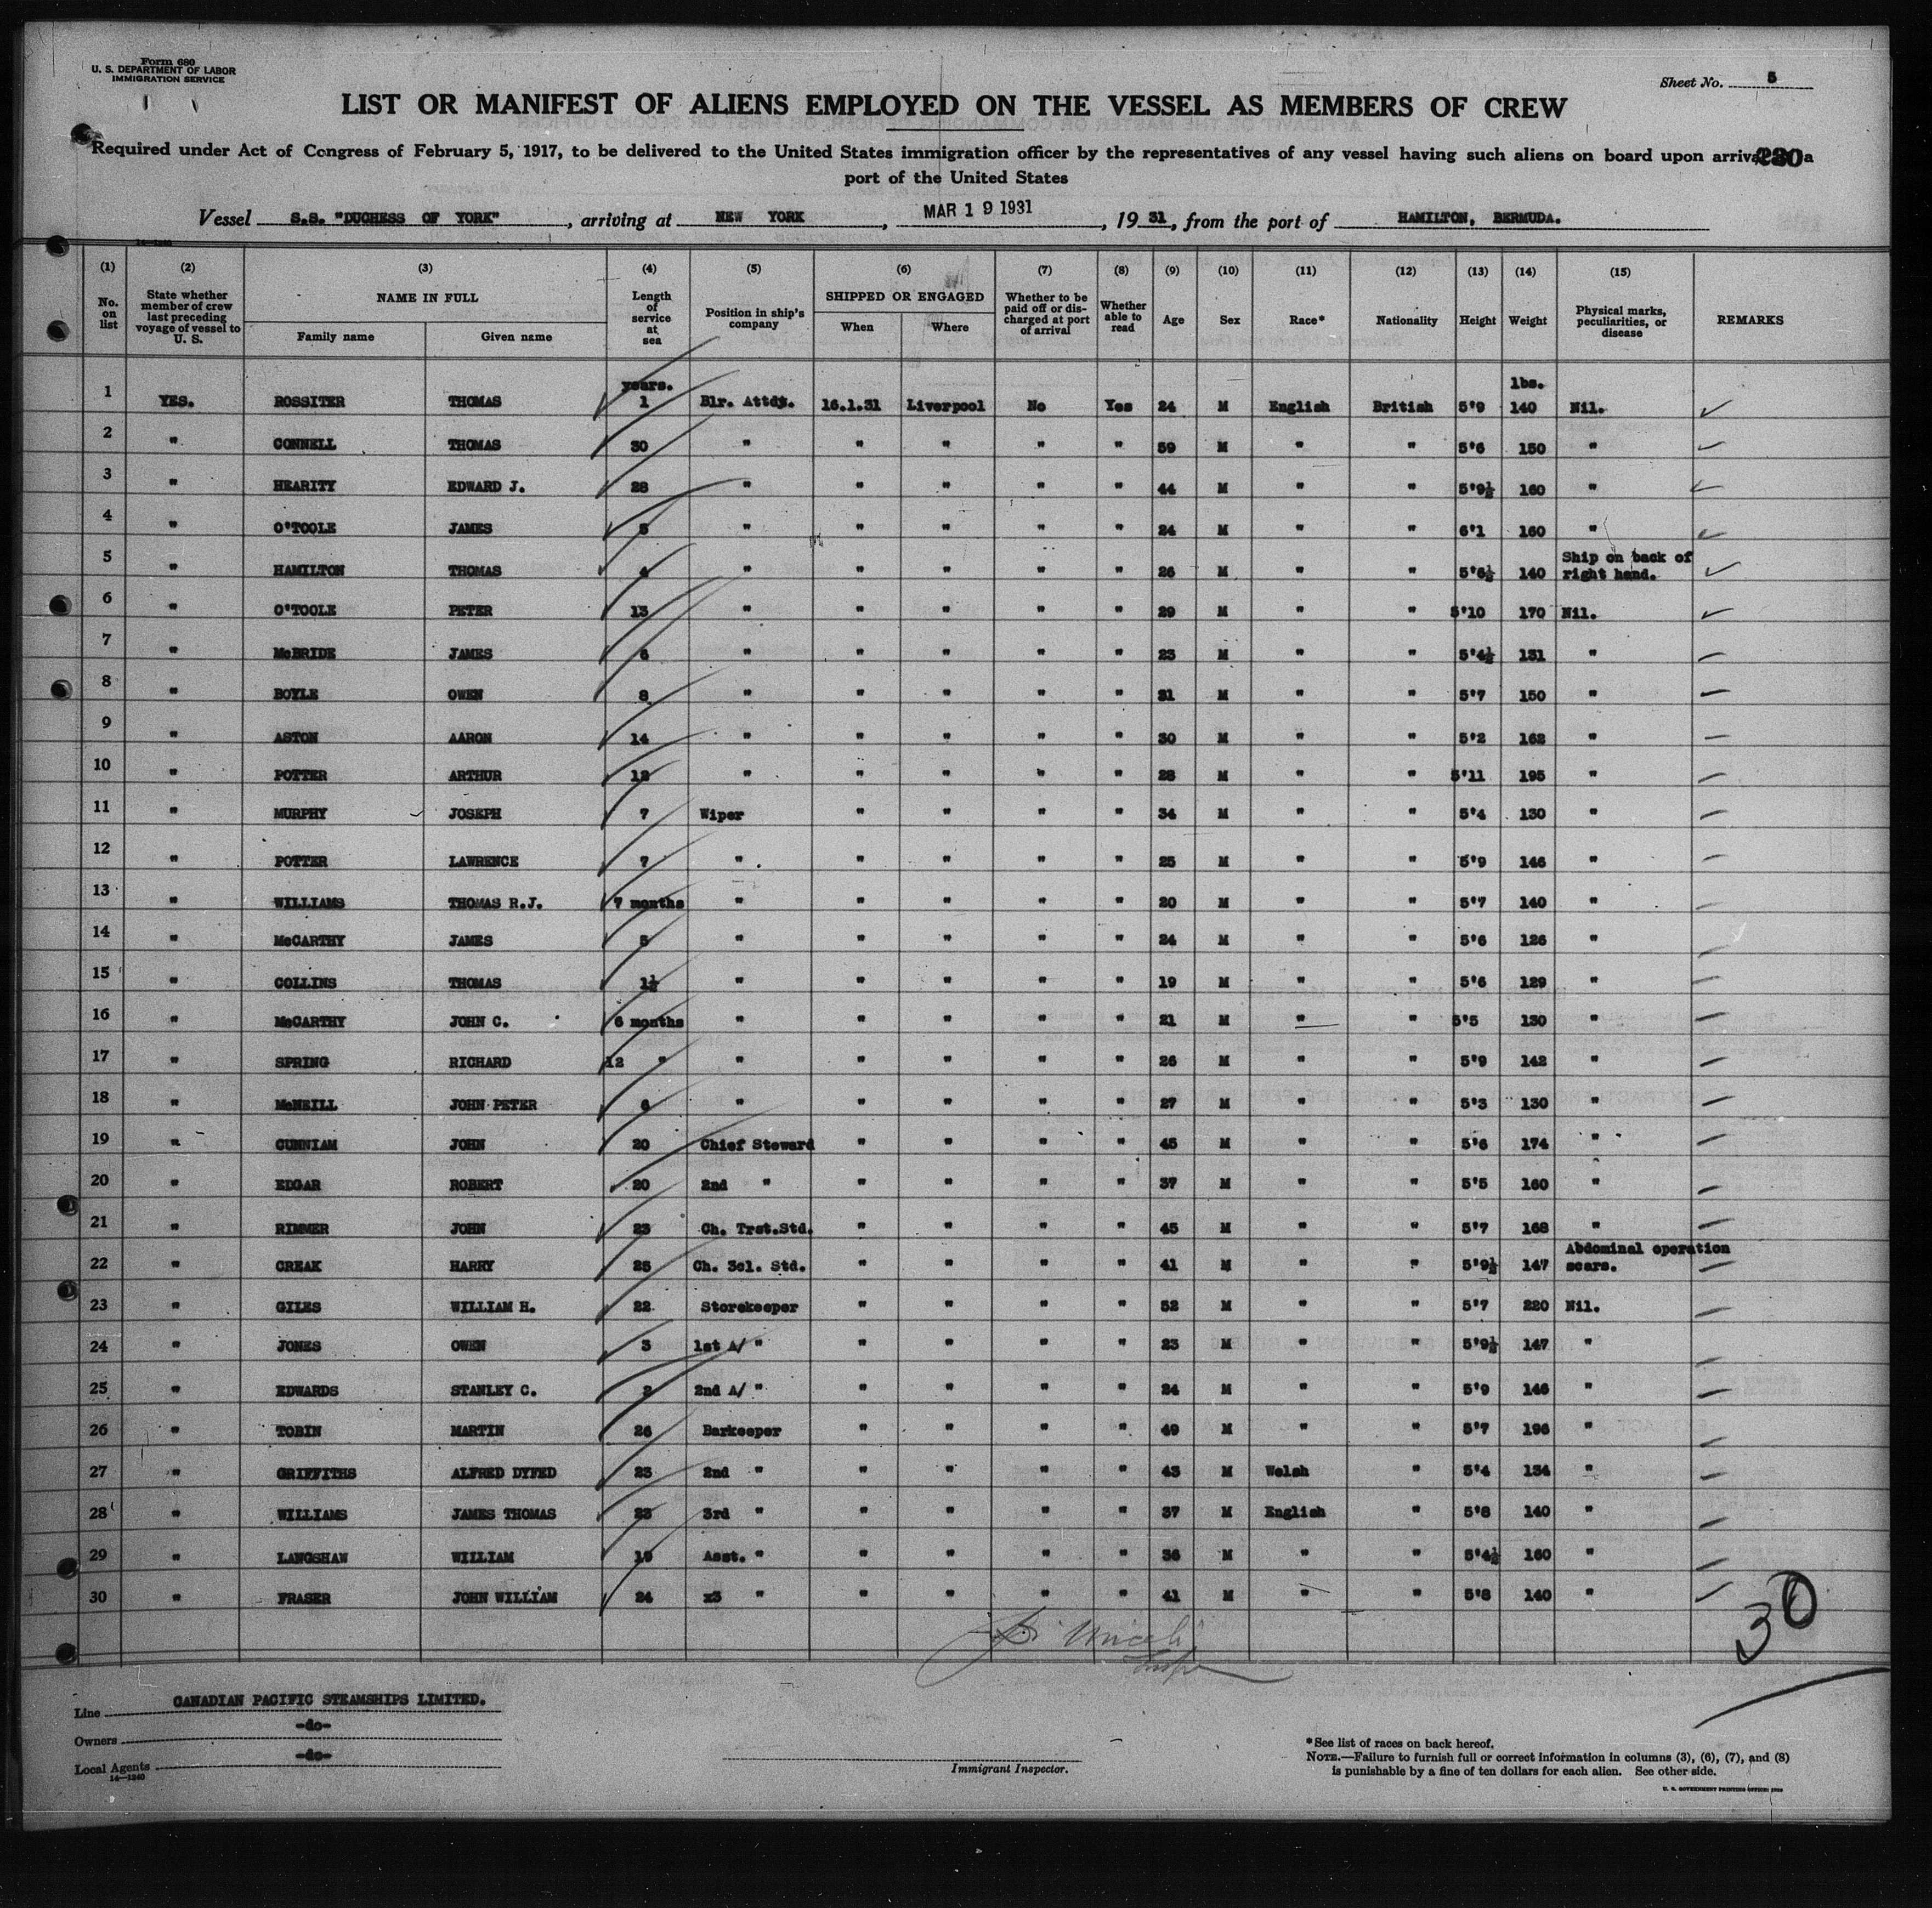 Form 680
U. S. DEPARTMENT OF LABOR
IMMIGRATION SERVICE
Sheet No. 5
LIST OR MANIFEST OF ALIENS EMPLOYED ON THE VESSEL AS MEMBERS OF CREW
Required under Act of Congress of February 5, 1917, to be delivered to the United States immigration officer by the representatives of any vessel having such aliens on board upon arrival a
230
port of the United States
Vessel S.S. "DUCHESS OF YORK", arriving at NEW YORK, MAR 19 1931, 1931, from the port of HAMILTON, BERMUDA.
(1) (2) (3) (4) (5) (6) (7) (8) (9) (10) (11) (12) (13) (14) (15)
No. on list State whether member of crew last preceding voyage of vessel to U. S. NAME IN FULL Family name Given name Length of service at sea Position in ship's company SHIPPED OR ENGAGED When Where Whether to be paid off or discharged at port of arrival Whether able to read Age Sex Race* Nationality Height Weight Physical marks, peculiarities, or disease REMARKS
years. lbs.
1 YES. ROSSITER THOMAS 1 Blr. Attdt. 16.1.31 Liverpool No Yes 24 M English British 5'9 140 Nil.
2 " CONNELL THOMAS 30 " " " " " 59 M " " 5'6 150 "
3 " HEARITY EDWARD J. 28 " " " " " 44 M " " 5'9½ 160 "
4 " O'TOOLE JAMES " " " " " 24 M " " 6'1 160 "
5 " HAMILTON THOMAS 4 " " " " " 26 M " " 5'6½ 140 Ship on back of right hand.
6 " O'TOOLE PETER 13 " " " " " 29 M " " 5'10 170 Nil.
7 " McBRIDE JAMES 6 " " " " " 23 M " " 5'4½ 131 "
8 " BOYLE OWEN 8 " " " " " 31 M " " 5'7 150 "
9 " ASTON AARON 14 " " " " " 30 M " " 5'2 162 "
10 " POTTER ARTHUR 12 " " " " " 28 M " " 5'11 195 "
11 " MURPHY JOSEPH 7 Wiper " " " " 34 M " " 5'4 130 "
12 " POTTER LAWRENCE 7 " " " " " 25 M " " 5'9 146 "
13 " WILLIAMS THOMAS R.J. 7 months " " " " " 20 M " " 5'7 140 "
14 " McCARTHY JAMES 5 " " " " " 24 M " " 5'6 126 "
15 " COLLINS THOMAS 1½ " " " " " 19 M " " 5'6 129 "
16 " McCARTHY JOHN C. 6 months " " " " " 21 M " " 5'5 130 "
17 " SPRING RICHARD 12 " " " " " " 26 M " " 5'9 142 "
18 " McNEILL JOHN PETER 6 " " " " " 27 M " " 5'3 130 "
19 " CUNNIAM JOHN 20 Chief Steward " " " " 45 M " " 5'6 174 "
20 " EDGAR ROBERT 20 2nd " " " " " 37 M " " 5'5 160 "
21 " RIMMER JOHN 23 Ch. Trst.Std. " " " " 45 M " " 5'7 168 "
22 " CREAK HARRY 25 Ch. 3cl. Std. " " " " 41 M " " 5'9½ 147 Abdominal operation scars.
23 " GILES WILLIAM H. 22 Storekeeper " " " " 52 M " " 5'7 220 Nil.
24 " JONES OWEN 3 1st A/ " " " " " 23 M " " 5'9½ 147 "
25 " EDWARDS STANLEY C. 2 2nd A/ " " " " " 24 M " " 5'9 146 "
26 " TOBIN MARTIN 26 Barkeeper " " " " 49 M " " 5'7 196 "
27 " GRIFFITHS ALFRED DYFED 23 2nd " " " " " 43 M Welsh " 5'4 134 "
28 " WILLIAMS JAMES THOMAS 23 3rd " " " " " 37 M English " 5'8 140 "
29 " LANGSHAW WILLIAM 19 Asst. " " " " " 36 M " " 5'4½ 160 "
30 " FRASER JOHN WILLIAM 24 x3 " " " " " 41 M " " 5'8 140 "
30
Line CANADIAN PACIFIC STEAMSHIPS LIMITED.
Owners -do-
Local Agents -do-
14—1240
Immigrant Inspector.
*See list of races on back hereof.
NOTE.—Failure to furnish full or correct information in columns (3), (6), (7), and (8)
is punishable by a fine of ten dollars for each alien. See other side.